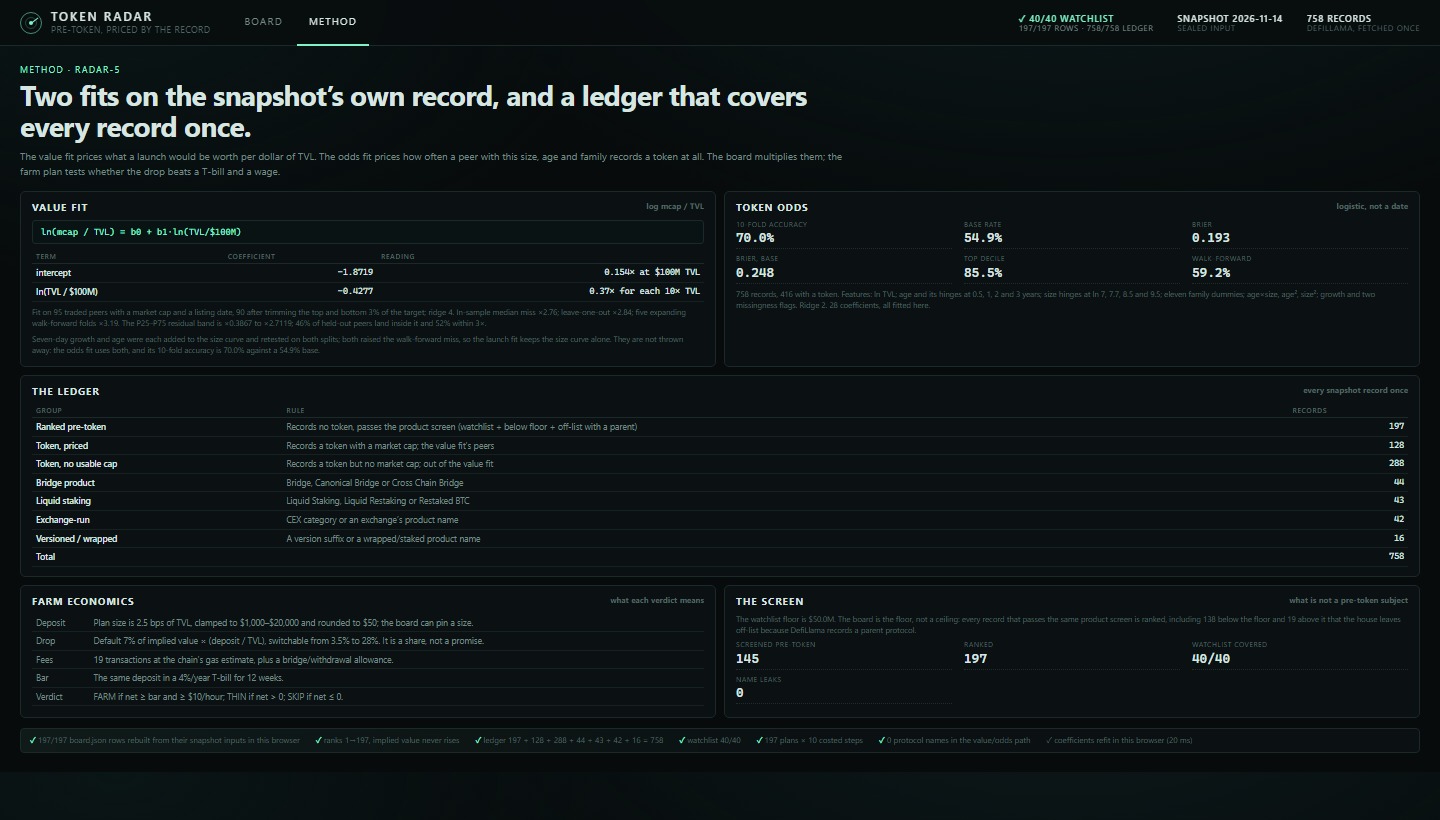 TOKEN RADAR
PRE-TOKEN, PRICED BY THE RECORD
BOARD
METHOD
✓ 40/40 WATCHLIST
197/197 ROWS · 758/758 LEDGER
SNAPSHOT 2026-11-14
SEALED INPUT
758 RECORDS
DEFILLAMA, FETCHED ONCE
METHOD · RADAR-5
Two fits on the snapshot's own record, and a ledger that covers
every record once.
The value fit prices what a launch would be worth per dollar of TVL. The odds fit prices how often a peer with this size, age and family records a token at all. The board multiplies them; the
farm plan tests whether the drop beats a T-bill and a wage.
VALUE FIT
log mcap / TVL
ln(mcap / TVL) = b0 + b1·ln(TVL/$100M)
TERM COEFFICIENT READING
intercept −1.8719 0.154× at $100M TVL
ln(TVL / $100M) −0.4277 0.37× for each 10× TVL
Fit on 95 traded peers with a market cap and a listing date, 90 after trimming the top and bottom 3% of the target; ridge 4. In-sample median miss ×2.76; leave-one-out ×2.84; five expanding
walk-forward folds ×3.19. The P25–P75 residual band is ×0.3867 to ×2.7119; 46% of held-out peers land inside it and 52% within 3×.
Seven-day growth and age were each added to the size curve and retested on both splits; both raised the walk-forward miss, so the launch fit keeps the size curve alone. They are not thrown
away: the odds fit uses both, and its 10-fold accuracy is 70.0% against a 54.9% base.
TOKEN ODDS
logistic, not a date
10-FOLD ACCURACY
70.0%
BASE RATE
54.9%
BRIER
0.193
BRIER, BASE
0.248
TOP DECILE
85.5%
WALK FORWARD
59.2%
758 records, 416 with a token. Features: ln TVL; age and its hinges at 0.5, 1, 2 and 3 years; size hinges at ln 7, 7.7, 8.5 and 9.5; eleven family dummies; age×size, age², size²; growth and two
missingness flags. Ridge 2. 28 coefficients, all fitted here.
THE LEDGER
every snapshot record once
GROUP RULE RECORDS
Ranked pre-token Records no token, passes the product screen (watchlist + below floor + off-list with a parent) 197
Token, priced Records a token with a market cap; the value fit's peers 128
Token, no usable cap Records a token but no market cap; out of the value fit 288
Bridge product Bridge, Canonical Bridge or Cross Chain Bridge 44
Liquid staking Liquid Staking, Liquid Restaking or Restaked BTC 43
Exchange-run CEX category or an exchange's product name 42
Versioned / wrapped A version suffix or a wrapped/staked product name 16
Total 758
FARM ECONOMICS
what each verdict means
Deposit Plan size is 2.5 bps of TVL, clamped to $1,000–$20,000 and rounded to $50; the board can pin a size.
Drop Default 7% of implied value × (deposit / TVL), switchable from 3.5% to 28%. It is a share, not a promise.
Fees 19 transactions at the chain's gas estimate, plus a bridge/withdrawal allowance.
Bar The same deposit in a 4%/year T-bill for 12 weeks.
Verdict FARM if net ≥ bar and ≥ $10/hour; THIN if net > 0; SKIP if net ≤ 0.
THE SCREEN
what is not a pre-token subject
The watchlist floor is $50.0M. The board is the floor, not a ceiling: every record that passes the same product screen is ranked, including 138 below the floor and 19 above it that the house leaves
off-list because DefiLlama records a parent protocol.
SCREENED PRE TOKEN
145
RANKED
197
WATCHLIST COVERED
40/40
NAME LEAKS
0
✓ 197/197 board.json rows rebuilt from their snapshot inputs in this browser ✓ ranks 1–197, implied value never rises ✓ ledger 197 + 128 + 288 + 44 + 43 + 42 + 16 = 758 ✓ watchlist 40/40 ✓ 197 plans × 10 costed steps ✓ 0 protocol names in the value/odds path ✓ coefficients refit in this browser (20 ms)